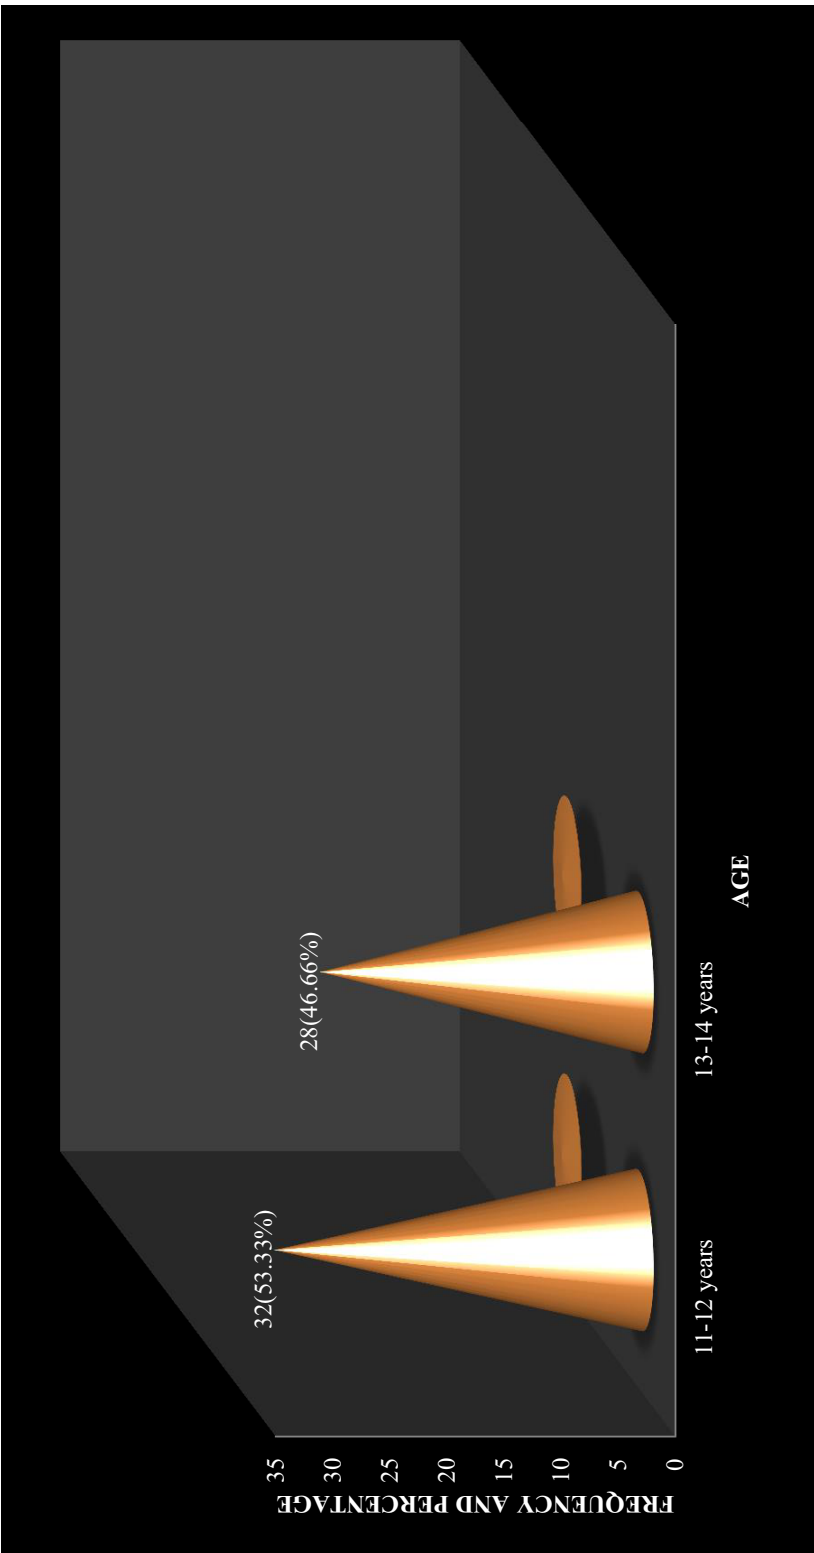 32(53.33%)
28(46.66%)
35
30
25
20
15
10
5
0
FREQUENCY AND PERCENTAGE
11-12 years
13-14 years
AGE